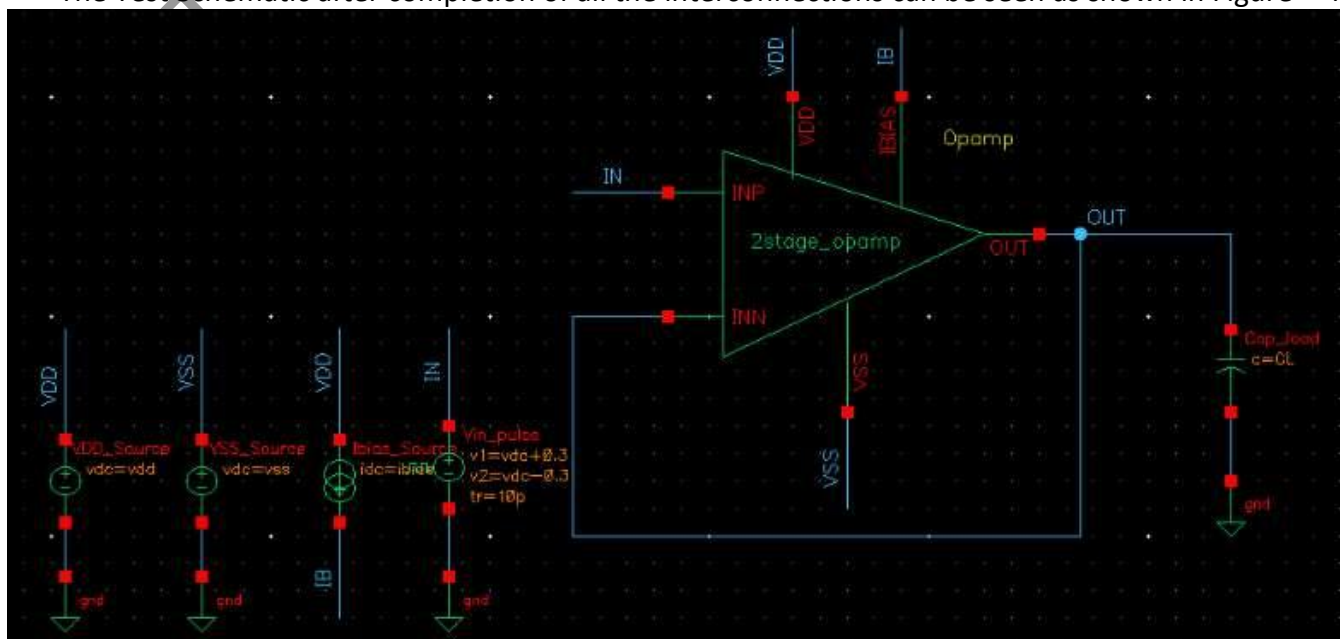 The Test Schematic after completion of all the interconnections can be seen as shown in Figure
VDD
IB
VDD
IBIAS
Opamp
IN
INP
2stage_opamp
OUT
OUT
INN
VSS
VSS
Cap_load
c=CL
gnd
VDD
VSS
VDD
IN
VDD_Source
vdc=vdd
VSS_Source
vdc=vss
Ibias_Source
idc=ibias
Vin_pulse
v1=vdc+0.3
v2=vdc-0.3
tr=10p
IB
gnd
gnd
gnd